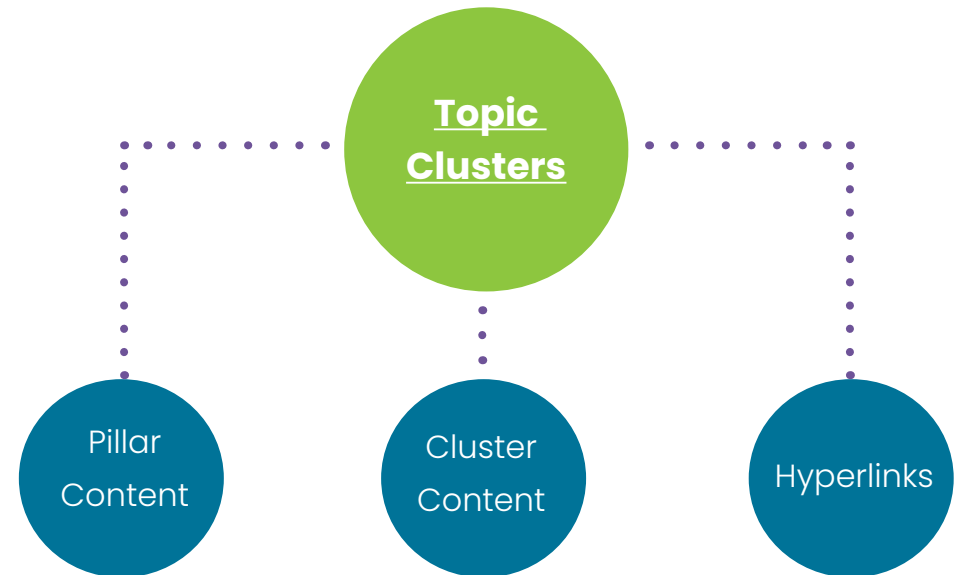 Topic
Clusters
Pillar
Content
Cluster
Content
Hyperlinks